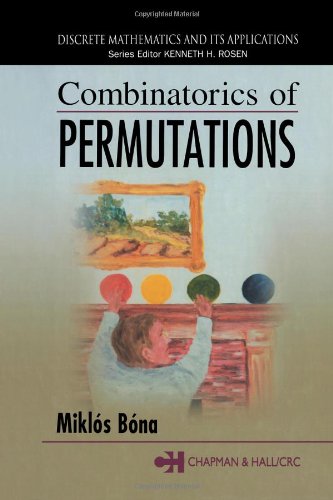 DISCRETE MATHEMATICS AND ITS APPLICATIONS
Series Editor KENNETH H. ROSEN
Combinatorics of
PERMUTATIONS
Miklós Bóna
CHAPMAN & HALL/CRC